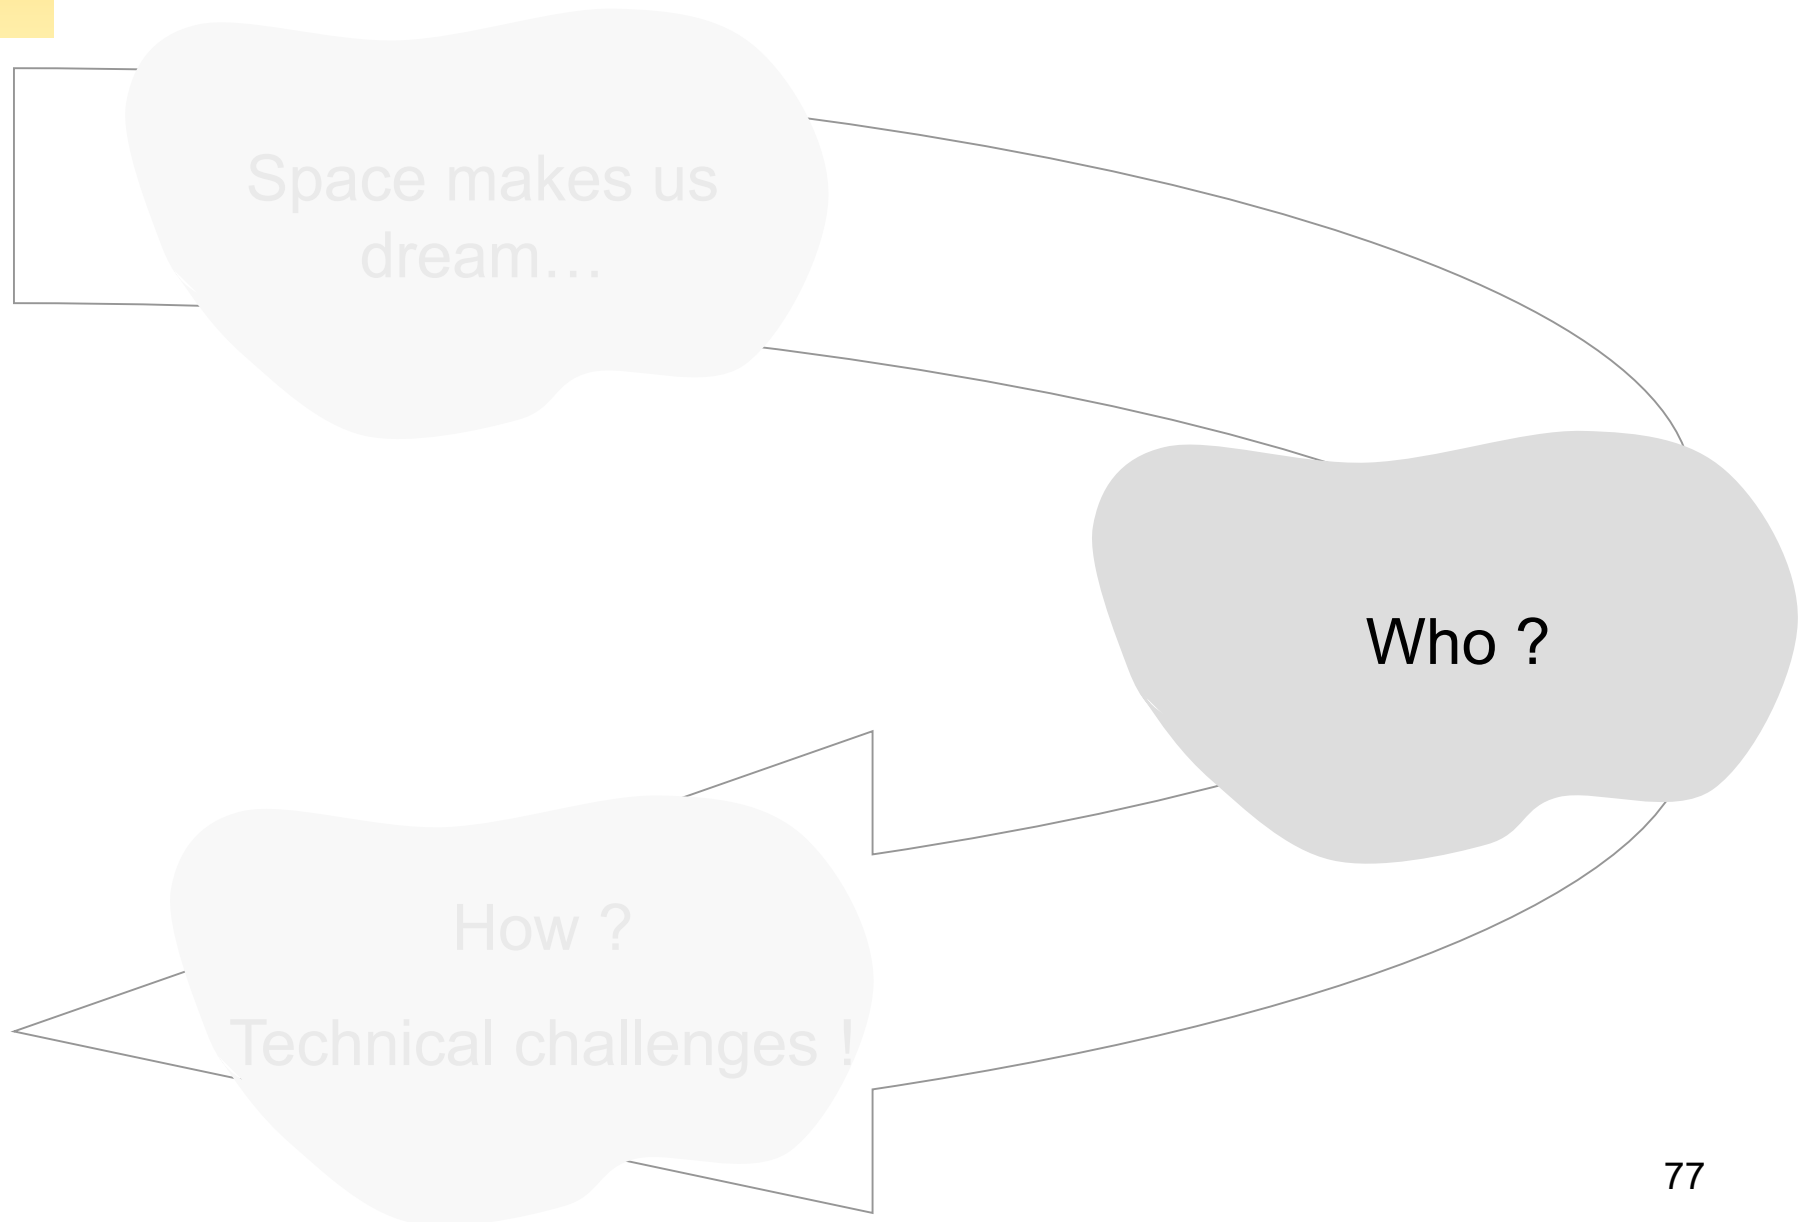 Space makes us
dream…
Who ?
How ?
Technical challenges !
77